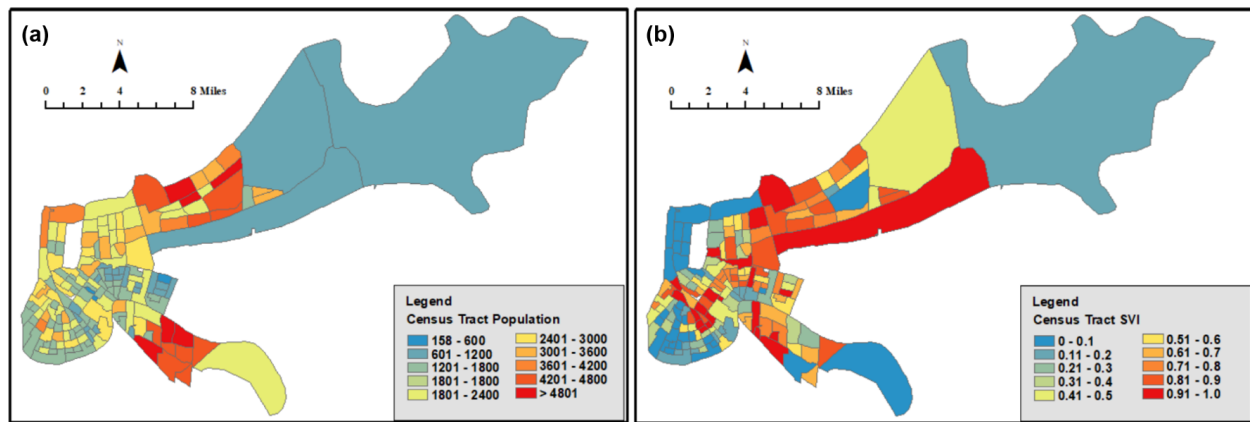 (a)
N
0 2 4 8 Miles
Legend
Census Tract Population
158 - 600
601 - 1200
1201 - 1800
1801 - 1800
1801 - 2400
2401 - 3000
3001 - 3600
3601 - 4200
4201 - 4800
> 4801
(b)
N
0 2 4 8 Miles
Legend
Census Tract SVI
0 - 0.1
0.11 - 0.2
0.21 - 0.3
0.31 - 0.4
0.41 - 0.5
0.51 - 0.6
0.61 - 0.7
0.71 - 0.8
0.81 - 0.9
0.91 - 1.0